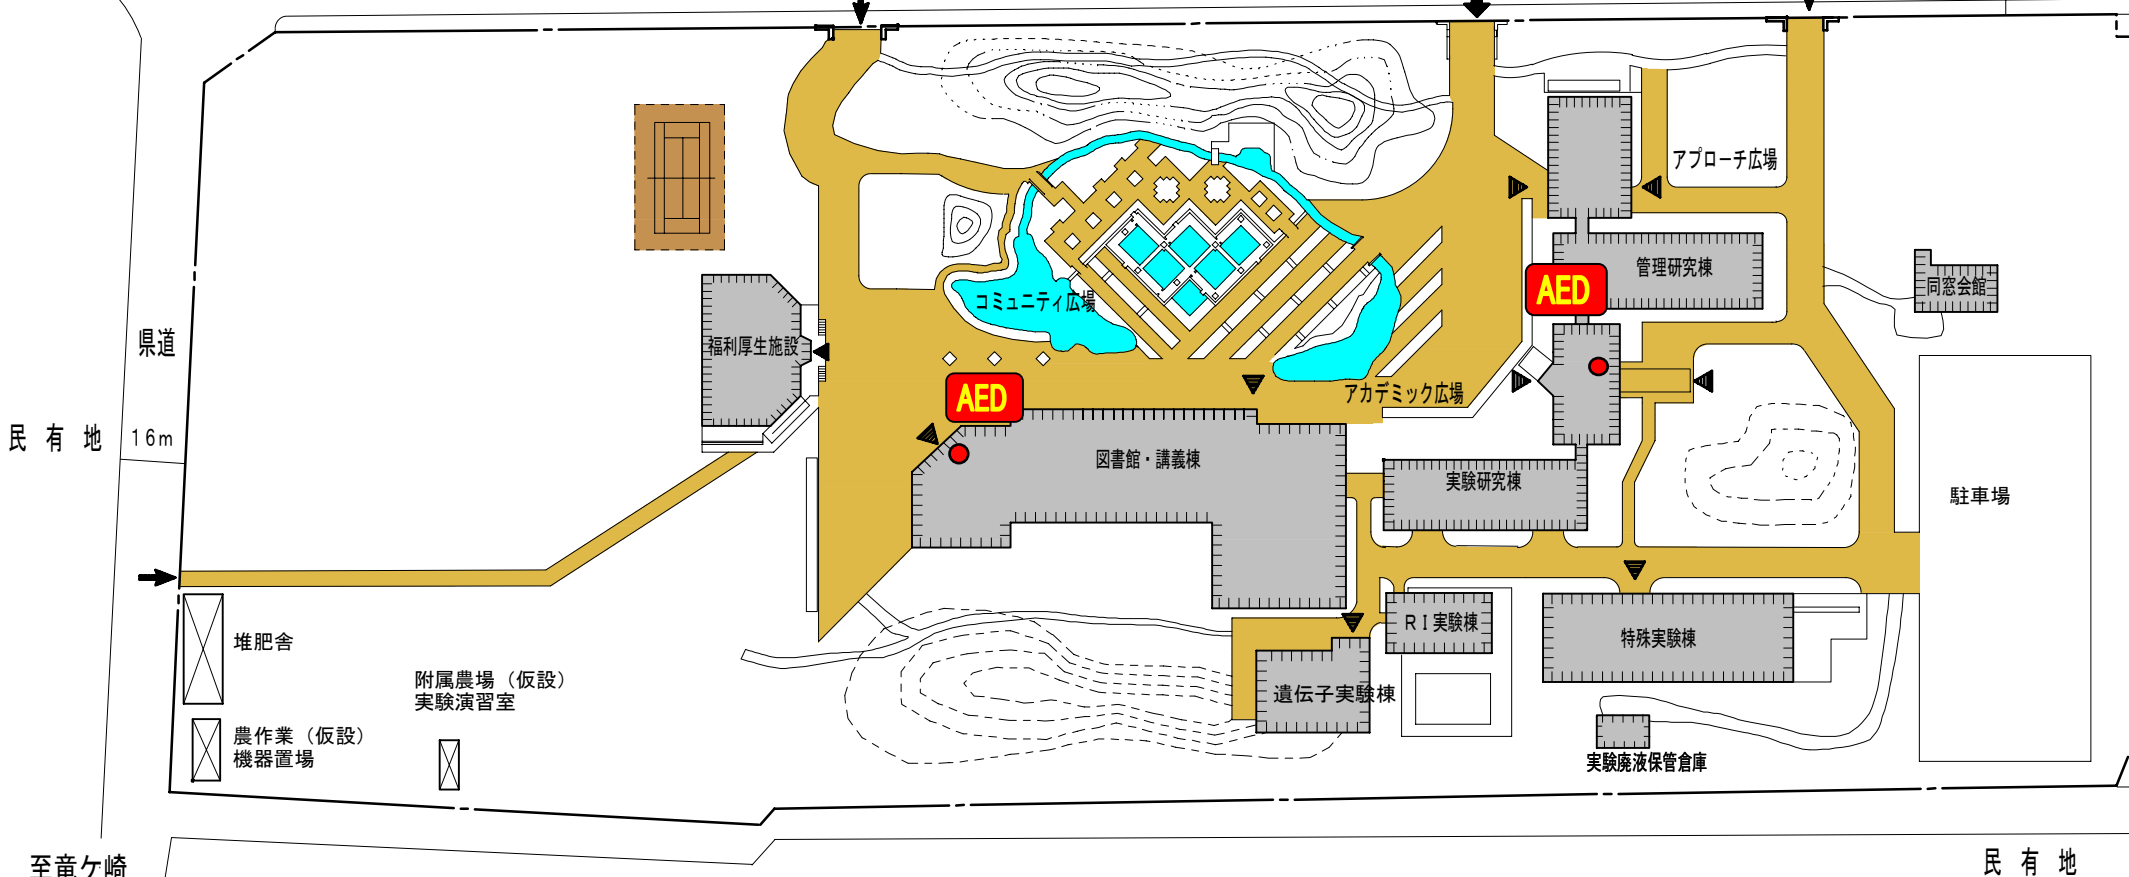 アプローチ広場
管理研究棟
AED
同窓会館
コミュニティ広場
県道
福利厚生施設
アカデミック広場
AED
民有地
16m
図書館・講義棟
実験研究棟
駐車場
堆肥舎
RI実験棟
特殊実験棟
附属農場(仮設)
実験演習室
遺伝子実験棟
農作業(仮設)
機器置場
実験廃液保管倉庫
至竜ケ崎
民有地